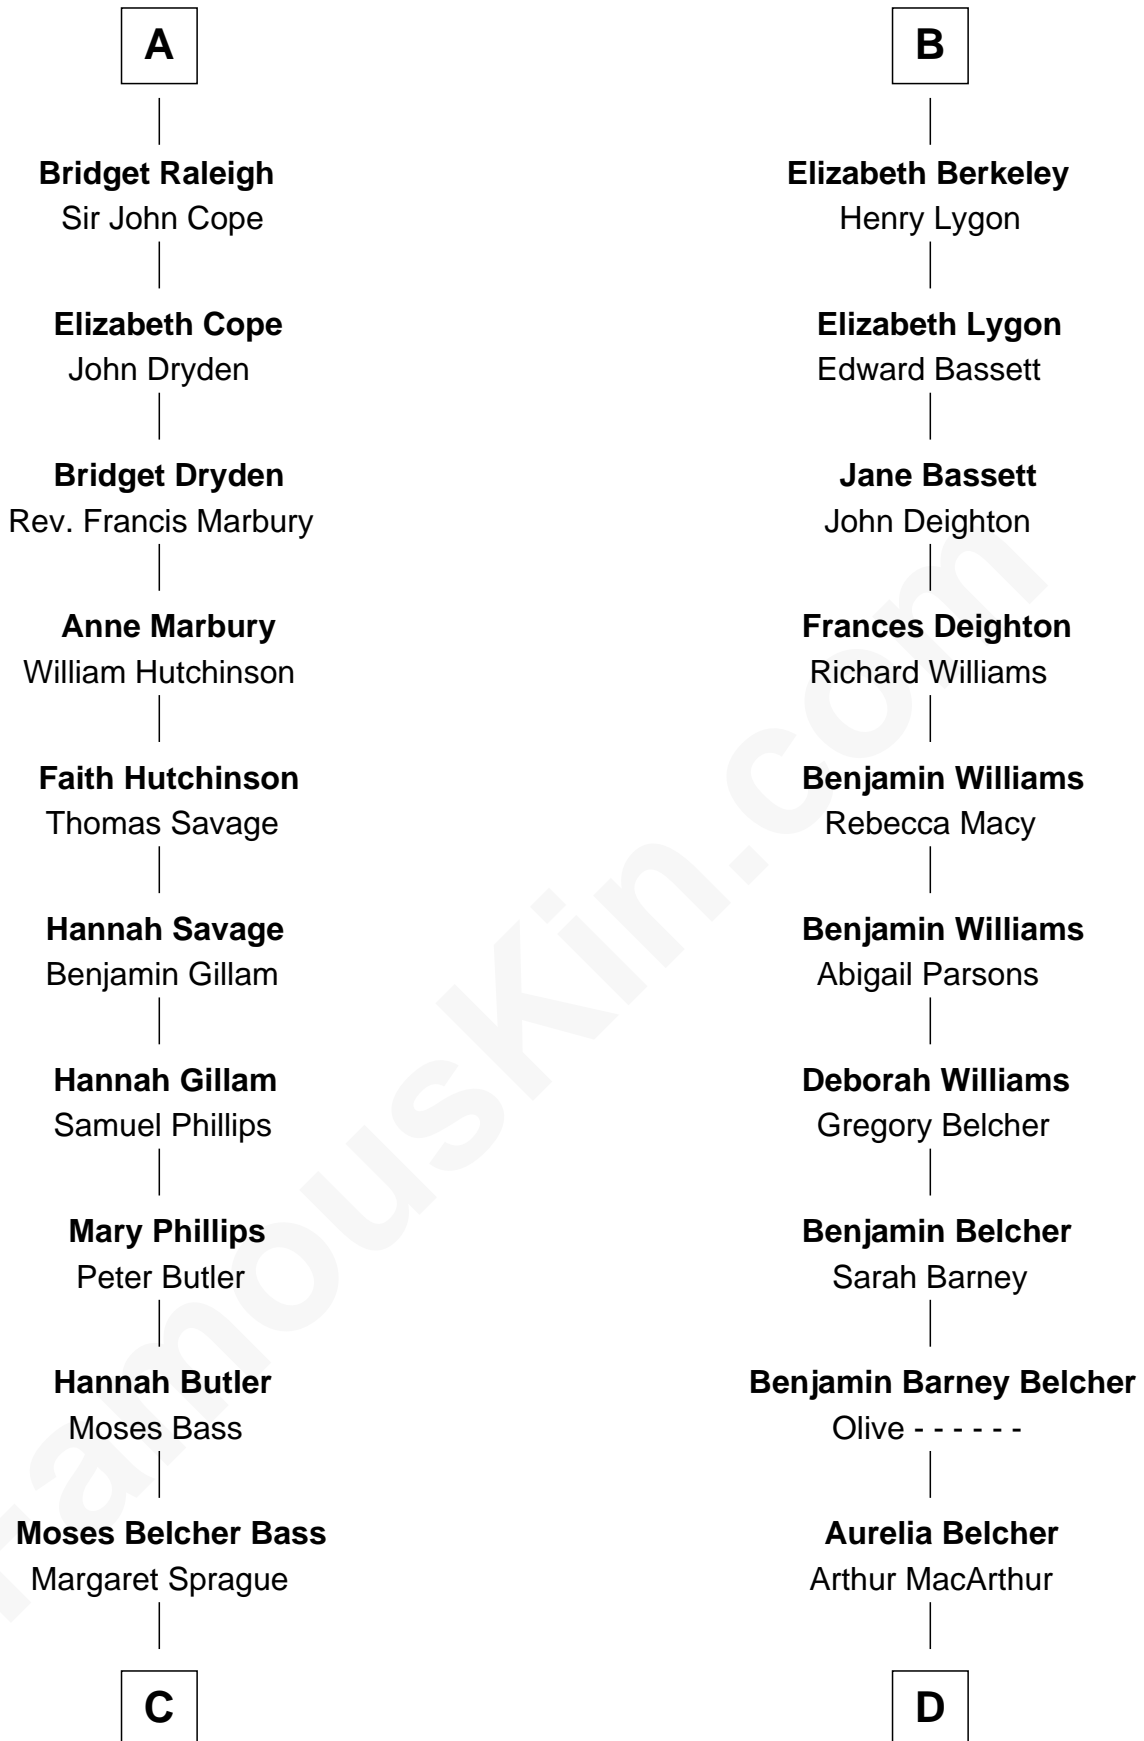 A
Bridget Raleigh
Sir John Cope
Elizabeth Cope
John Dryden
Bridget Dryden
Rev. Francis Marbury
Anne Marbury
William Hutchinson
Faith Hutchinson
Thomas Savage
Hannah Savage
Benjamin Gillam
Hannah Gillam
Samuel Phillips
Mary Phillips
Peter Butler
Hannah Butler
Moses Bass
Moses Belcher Bass
Margaret Sprague
C
B
Elizabeth Berkeley
Henry Lygon
Elizabeth Lygon
Edward Bassett
Jane Bassett
John Deighton
Frances Deighton
Richard Williams
Benjamin Williams
Rebecca Macy
Benjamin Williams
Abigail Parsons
Deborah Williams
Gregory Belcher
Benjamin Belcher
Sarah Barney
Benjamin Barney Belcher
Olive - - - - - -
Aurelia Belcher
Arthur MacArthur
D
FamousKin.com